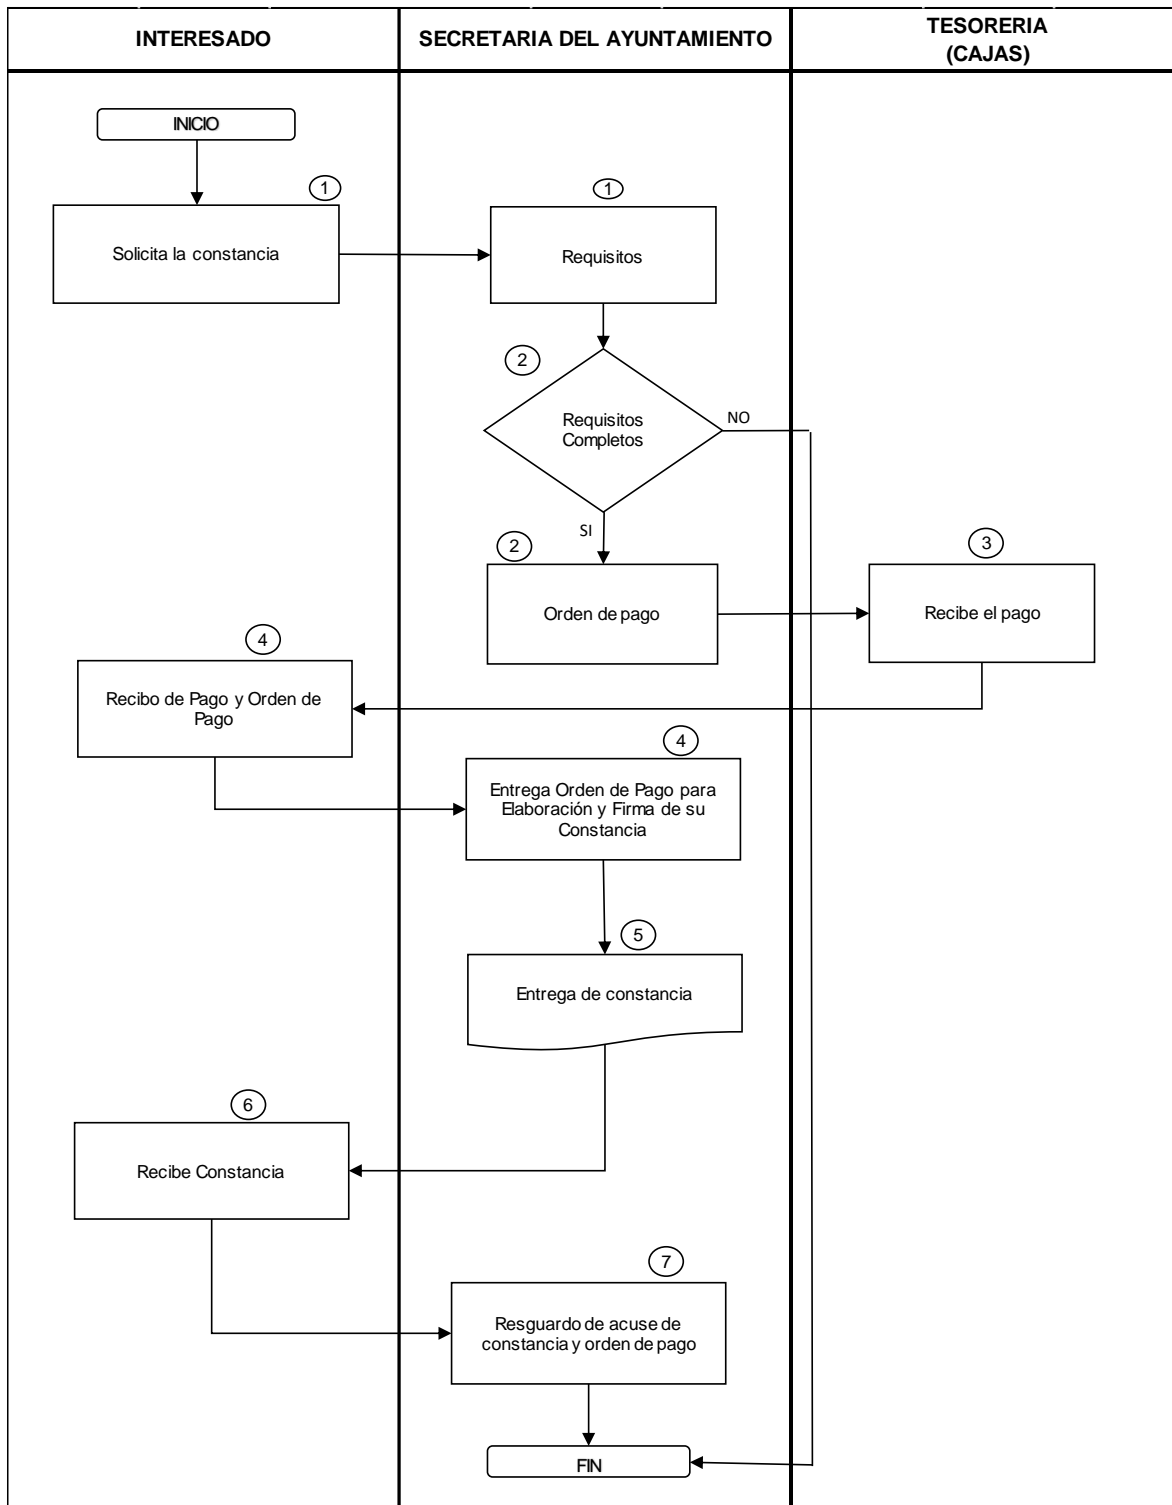 INTERESADO
SECRETARIA DEL AYUNTAMIENTO
TESORERIA
(CAJAS)
INICIO
1
1
Solicita la constancia
Requisitos
2
Requisitos
Completos
NO
SI
2
3
Orden de pago
Recibe el pago
4
Recibo de Pago y Orden de
Pago
4
Entrega Orden de Pago para
Elaboración y Firma de su
Constancia
5
Entrega de constancia
6
Recibe Constancia
7
Resguardo de acuse de
constancia y orden de pago
FIN